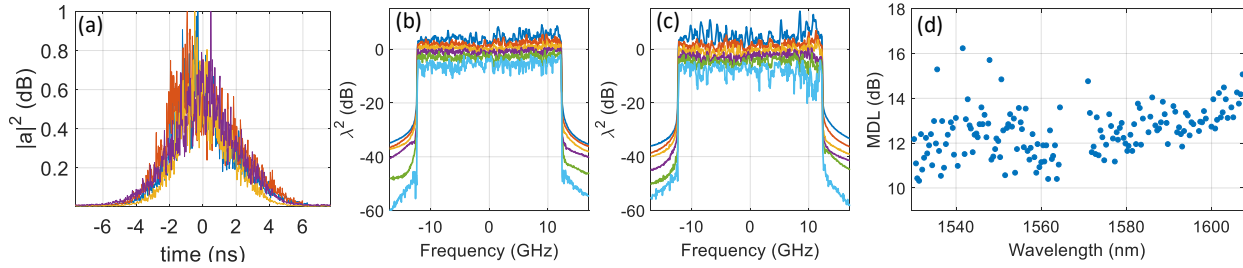 (a)
1
0.8
0.6
0.4
0.2
|a|² (dB)
-6 -4 -2 0 2 4 6
time (ns)
(b)
0
-20
-40
-60
λ² (dB)
-10 0 10
Frequency (GHz)
(c)
0
-20
-40
-60
λ² (dB)
-10 0 10
Frequency (GHz)
(d)
18
16
14
12
10
MDL (dB)
1540 1560 1580 1600
Wavelength (nm)